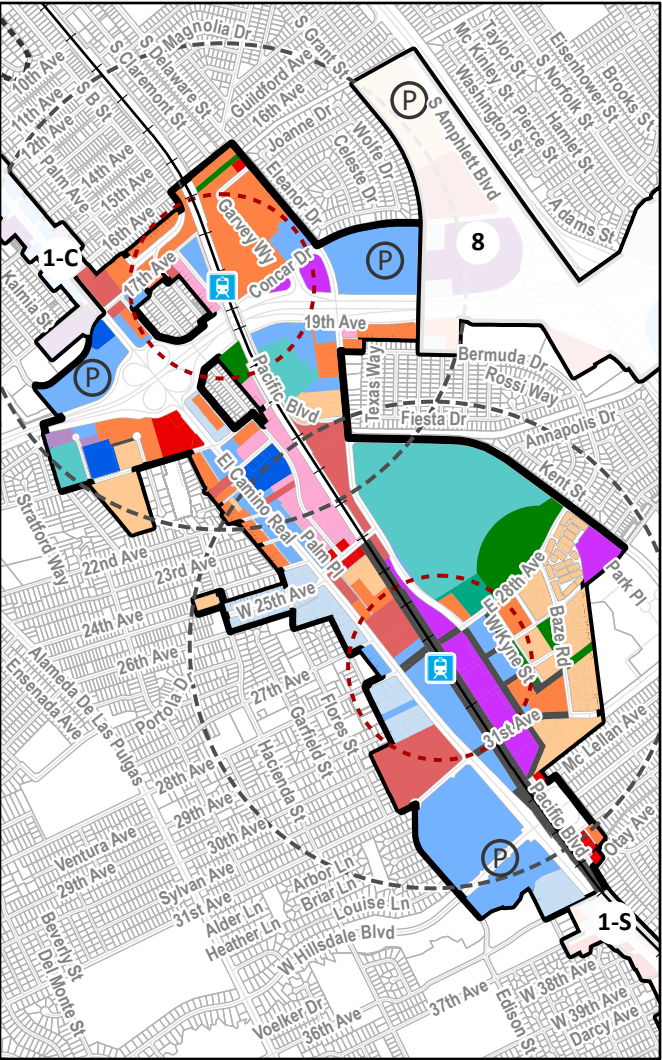 Magnolia Dr
S Grant St
S Delaware St
S Claremont St
Guildford Ave
16th Ave
Joanne Dr
Wolfe Dr
Celeste Dr
Eleanor Dr
10th Ave
11th Ave
12th Ave
S B St
14th Ave
15th Ave
16th Ave
Palm Ave
17th Ave
Taylor St
Mc Kinley St
Washington St
S Norfolk St
Pierce St
Eisenhower St
Hamlet St
Brooks St
Adams St
S Amphlett Blvd
P
8
1-C
Kalmia St
Garvey Wy
Concar Dr
P
19th Ave
P
Pacific Blvd
Texas Way
Bermuda Dr
Rossi Way
Fiesta Dr
Annapolis Dr
Kent St
Park Pl
Stratford Way
El Camino Real
Palm Pl
22nd Ave
23rd Ave
24th Ave
W 25th Ave
26th Ave
27th Ave
E 28th Ave
Baze Rd
W Kyne St
31st Ave
Mc Lellan Ave
Clay Ave
Pacific Blvd
Alameda De Las Pulgas
Ensenada Ave
Portola Dr
Flores St
Garfield St
Hacienda St
28th Ave
29th Ave
30th Ave
Ventura Ave
29th Ave
Sylvan Ave
31st Ave
Alder Ln
Heather Ln
Arbor Ln
Briar Ln
Louise Ln
W Hillsdale Blvd
P
1-S
Beverly St
Del Monte St
Voelker Dr
36th Ave
37th Ave
Edison St
W 38th Ave
W 39th Ave
Darcy Ave